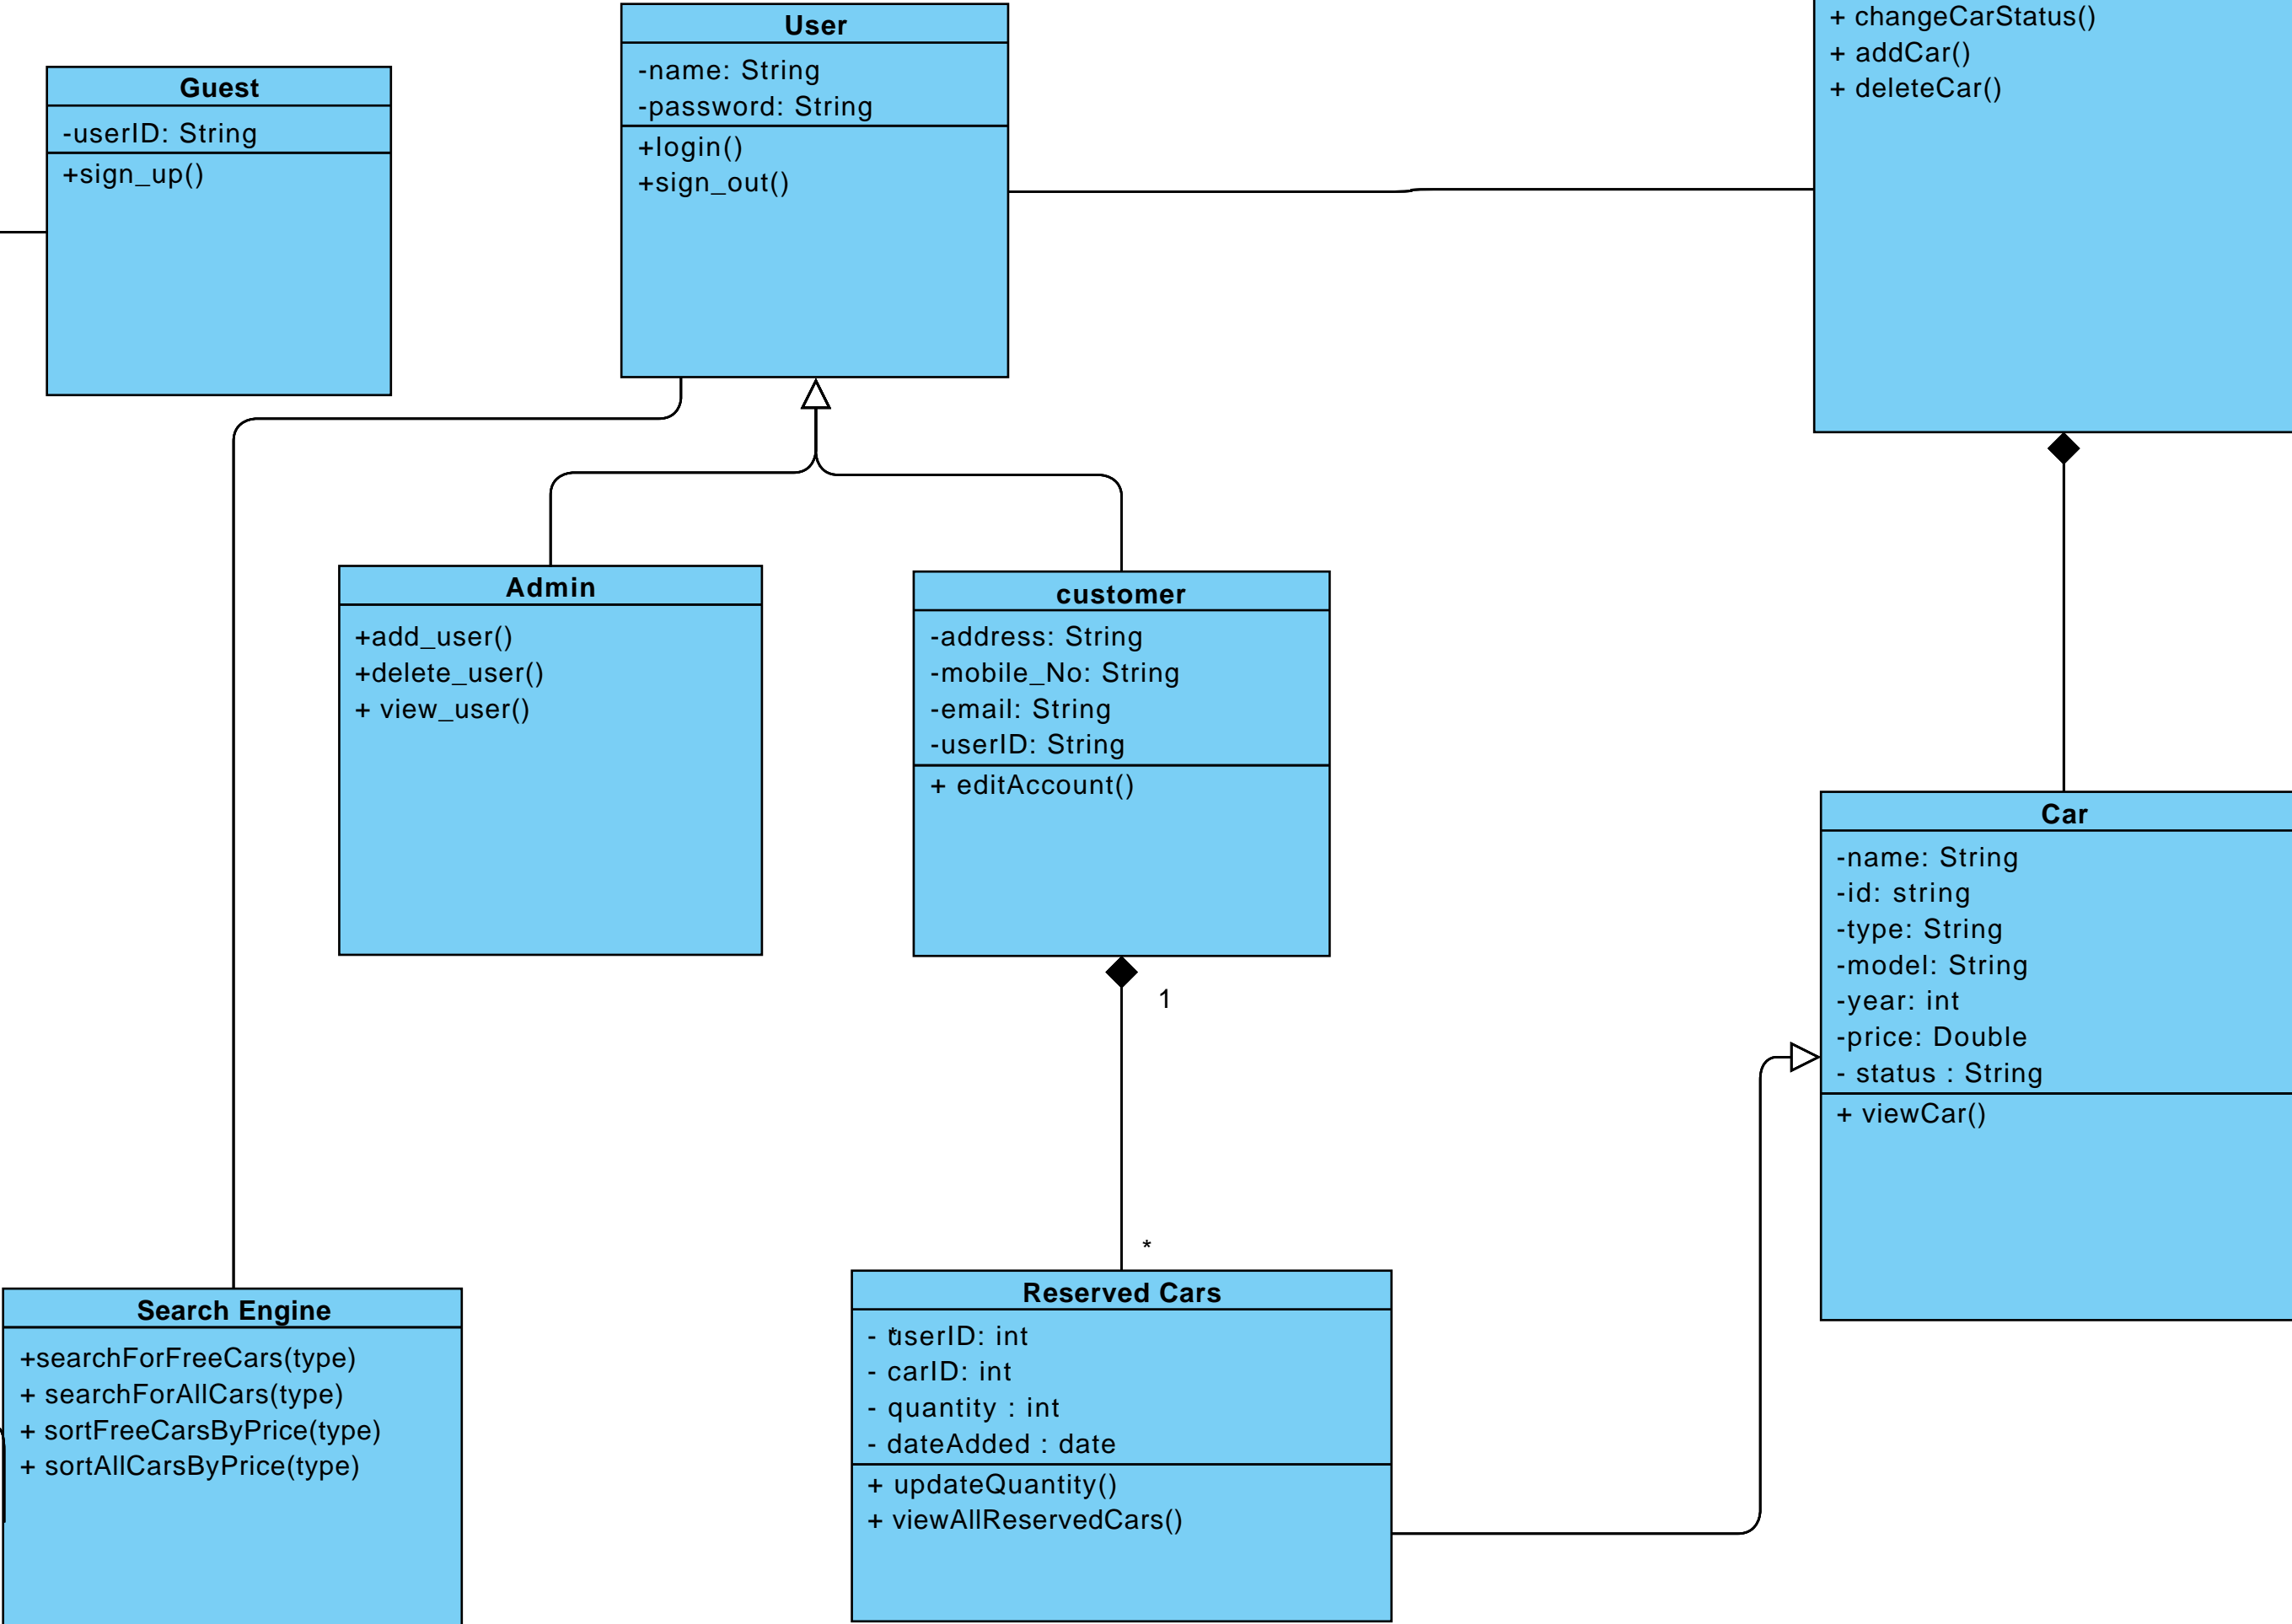 User
-name: String
-password: String
+login()
+sign_out()
+ changeCarStatus()
+ addCar()
+ deleteCar()
Guest
-userID: String
+sign_up()
Admin
+add_user()
+delete_user()
+ view_user()
customer
-address: String
-mobile_No: String
-email: String
-userID: String
+ editAccount()
1
*
Car
-name: String
-id: string
-type: String
-model: String
-year: int
-price: Double
- status : String
+ viewCar()
Search Engine
+searchForFreeCars(type)
+ searchForAllCars(type)
+ sortFreeCarsByPrice(type)
+ sortAllCarsByPrice(type)
Reserved Cars
*
- userID: int
- carID: int
- quantity : int
- dateAdded : date
+ updateQuantity()
+ viewAllReservedCars()